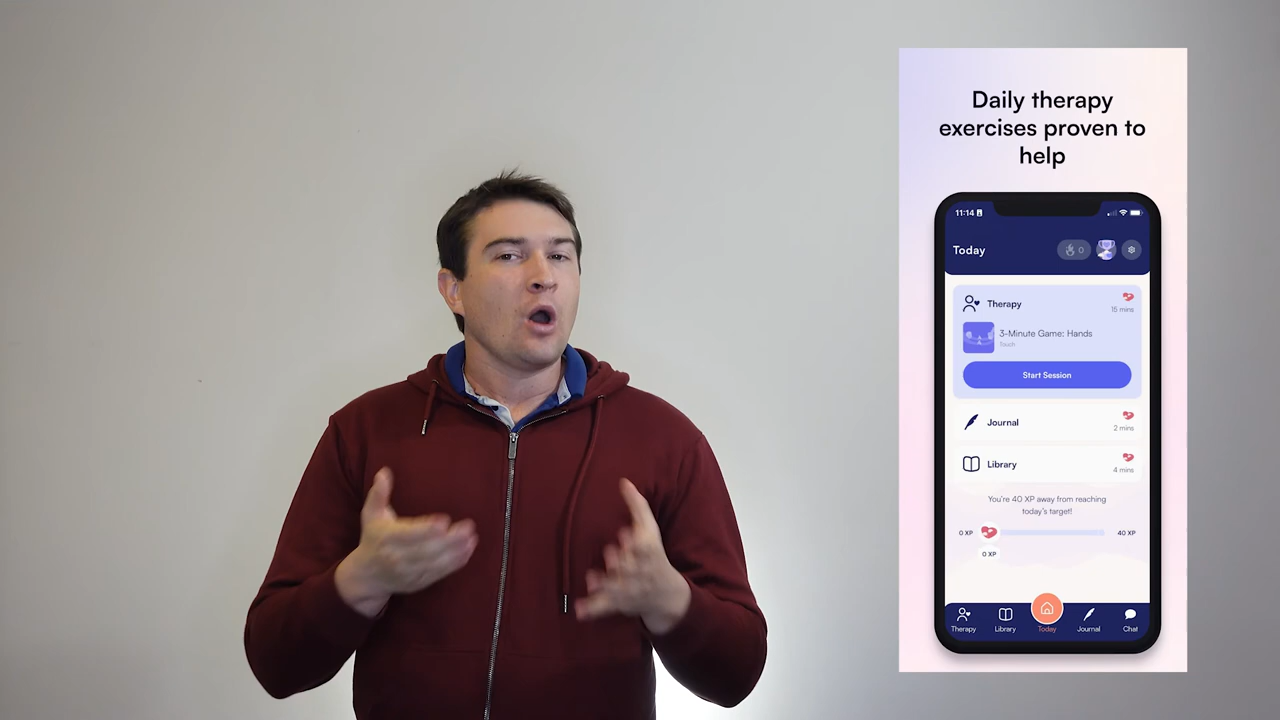 Daily therapy
exercises proven to
help
11:14
Today
0
Therapy
15 mins
3-Minute Game: Hands
Touch
Start Session
Journal
2 mins
Library
4 mins
You're 40 XP away from reaching
today's target!
0 XP
40 XP
0 XP
Therapy
Library
Today
Journal
Chat